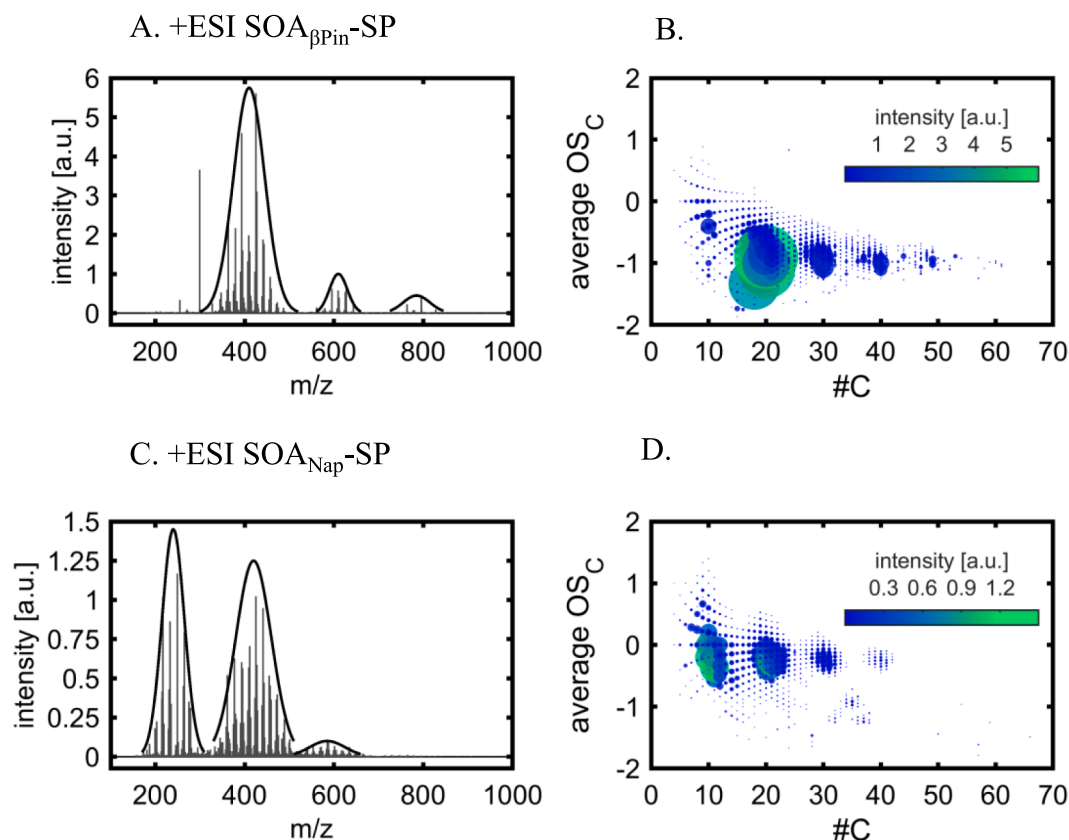 A. +ESI SOAβPin-SP
B.
6
5
4
3
2
1
0
intensity [a.u.]
200 400 600 800 1000
m/z
2
1
0
-1
-2
average OSC
intensity [a.u.]
1 2 3 4 5
0 10 20 30 40 50 60 70
#C
C. +ESI SOANap-SP
D.
1.5
1.25
1
0.75
0.5
0.25
0
intensity [a.u.]
200 400 600 800 1000
m/z
2
1
0
-1
-2
average OSC
intensity [a.u.]
0.3 0.6 0.9 1.2
0 10 20 30 40 50 60 70
#C